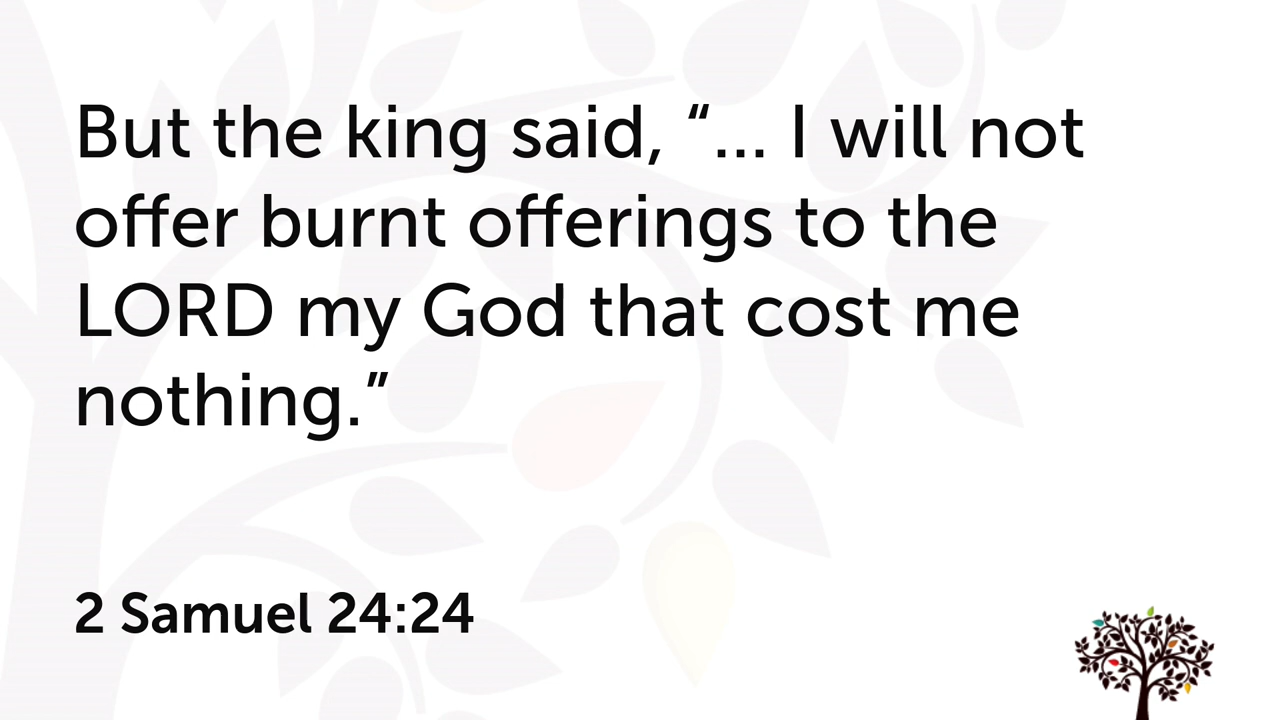 But the king said, “... I will not
offer burnt offerings to the
LORD my God that cost me
nothing.”
2 Samuel 24:24